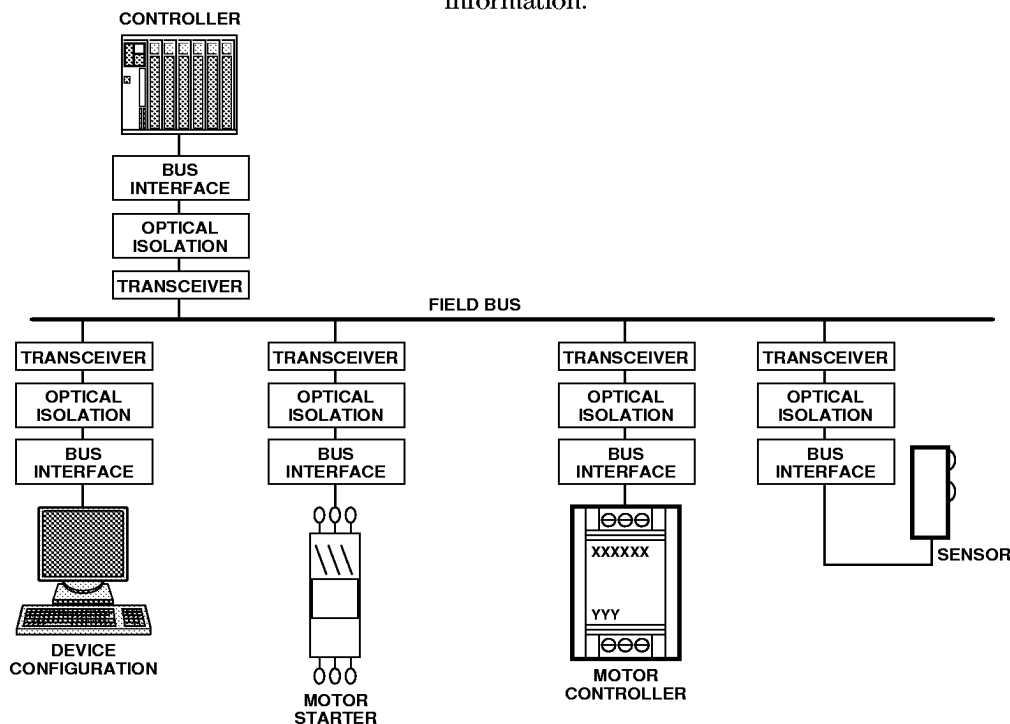 information.
CONTROLLER
BUS
INTERFACE
OPTICAL
ISOLATION
TRANSCEIVER
FIELD BUS
TRANSCEIVER
OPTICAL
ISOLATION
BUS
INTERFACE
DEVICE
CONFIGURATION
TRANSCEIVER
OPTICAL
ISOLATION
BUS
INTERFACE
MOTOR
STARTER
TRANSCEIVER
OPTICAL
ISOLATION
BUS
INTERFACE
XXXXXX
YYY
MOTOR
CONTROLLER
TRANSCEIVER
OPTICAL
ISOLATION
BUS
INTERFACE
SENSOR